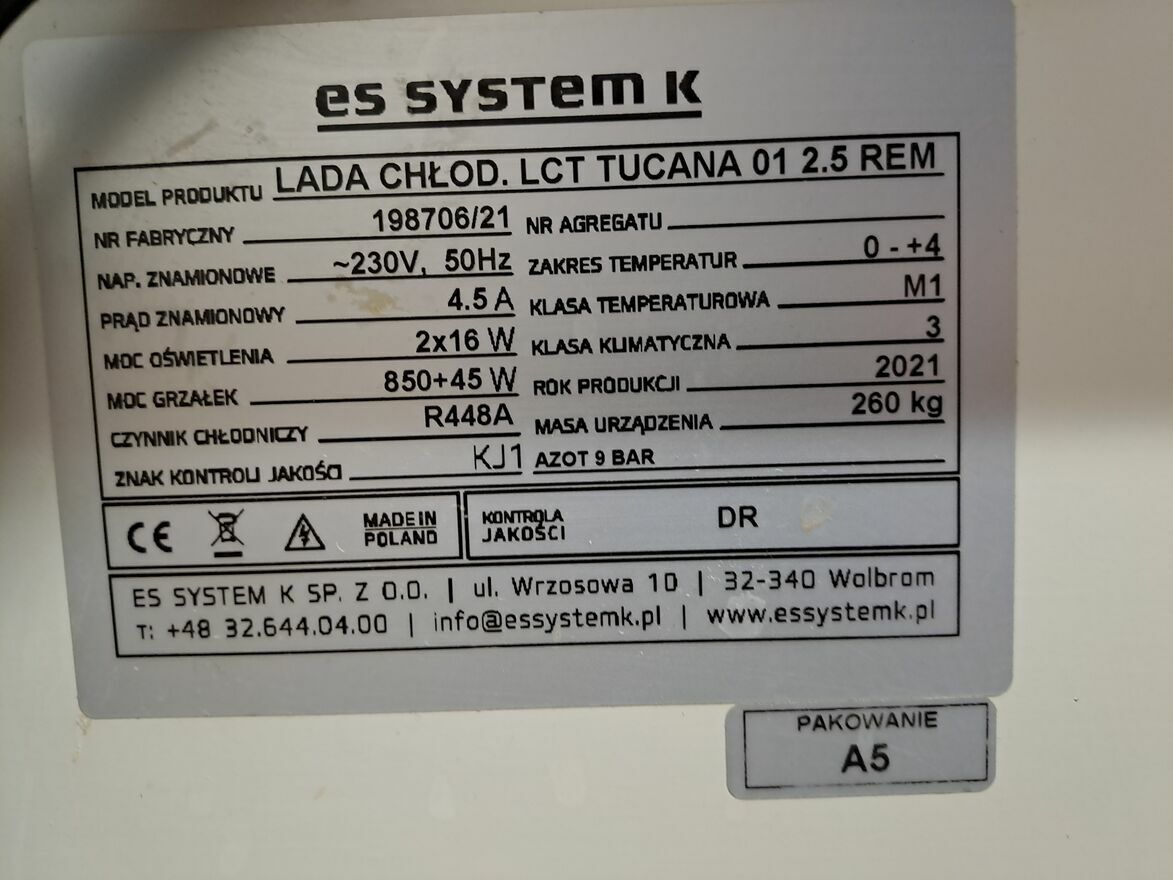 es system k
MODEL PRODUKTU LADA CHŁOD. LCT TUCANA 01 2.5 REM
NR FABRYCZNY 198706/21 NR AGREGATU
NAP. ZNAMIONOWE ~230V, 50Hz ZAKRES TEMPERATUR 0 - +4
PRĄD ZNAMIONOWY 4.5 A KLASA TEMPERATUROWA M1
MOC OŚWIETLENIA 2x16 W KLASA KLIMATYCZNA 3
MOC GRZAŁEK 850+45 W ROK PRODUKCJI 2021
CZYNNIK CHŁODNICZY R448A MASA URZĄDZENIA 260 kg
ZNAK KONTROLI JAKOŚCI KJ1 AZOT 9 BAR
CE MADE IN
POLAND
KONTROLA
JAKOŚCI DR
ES SYSTEM K SP. Z O.O. | ul. Wrzosowa 10 | 32-340 Wolbrom
T: +48 32.644.04.00 | info@essystemk.pl | www.essystemk.pl
PAKOWANIE
A5